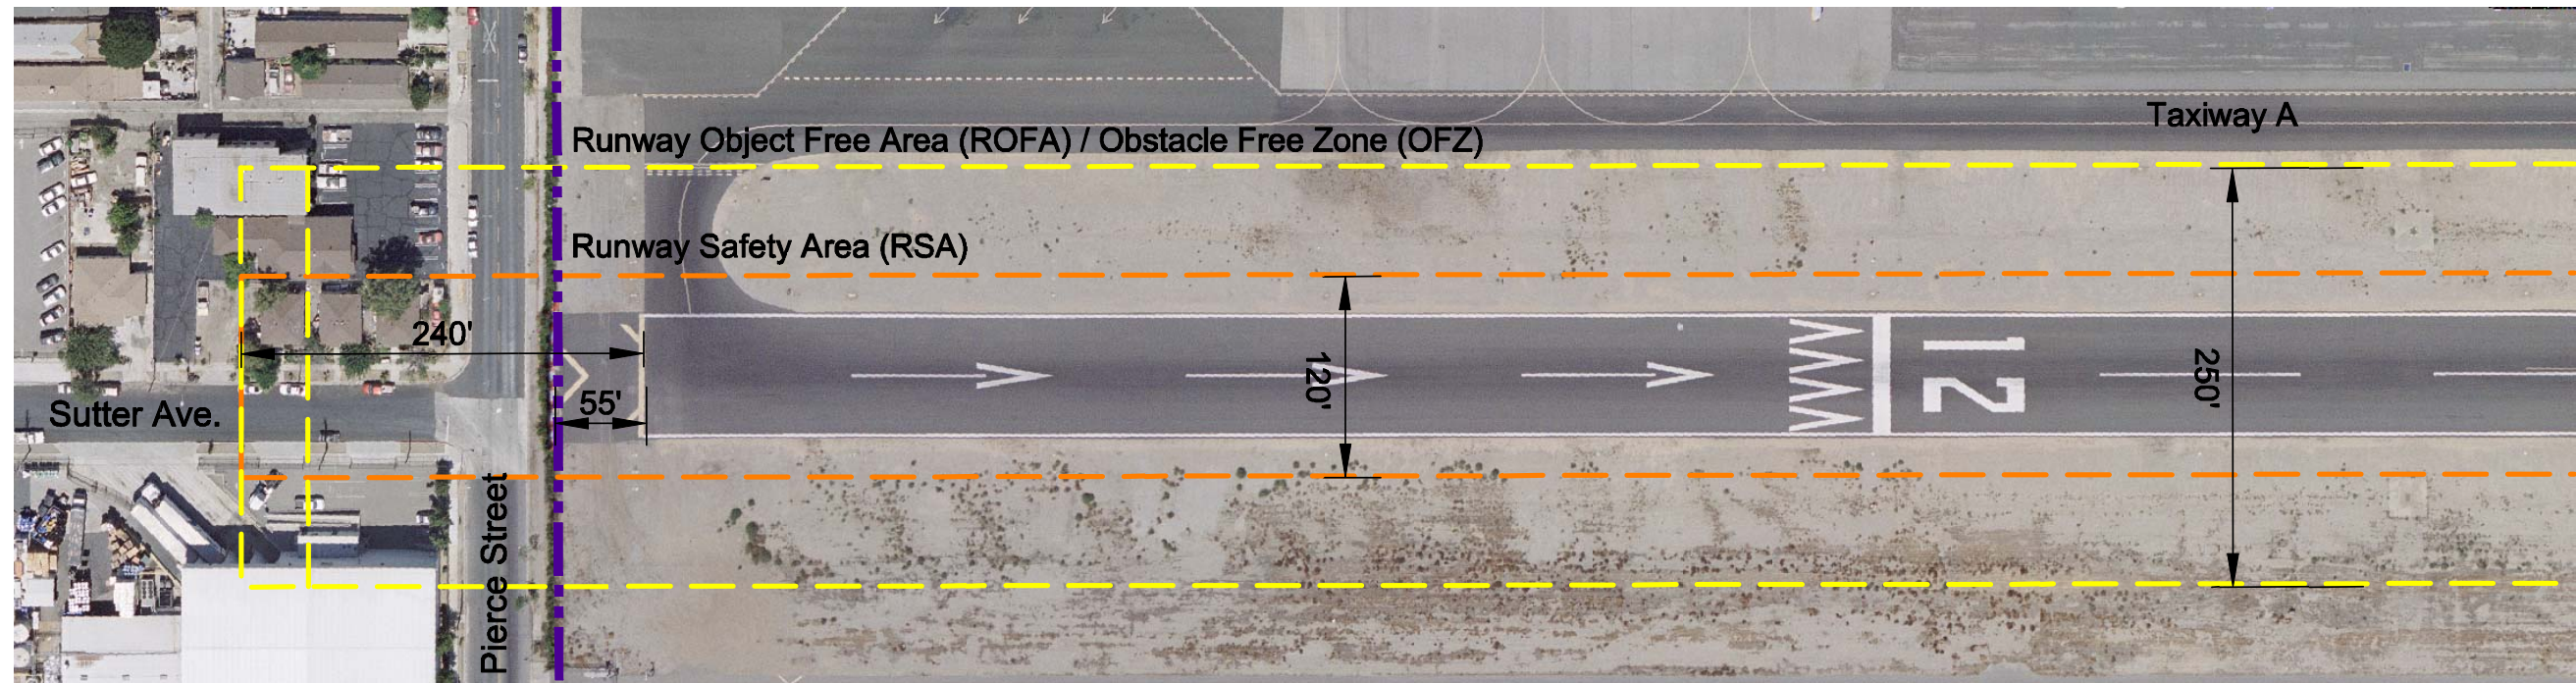 Taxiway A
Runway Object Free Area (ROFA) / Obstacle Free Zone (OFZ)
Runway Safety Area (RSA)
240'
55'
120'
12
250'
Sutter Ave.
Pierce Street